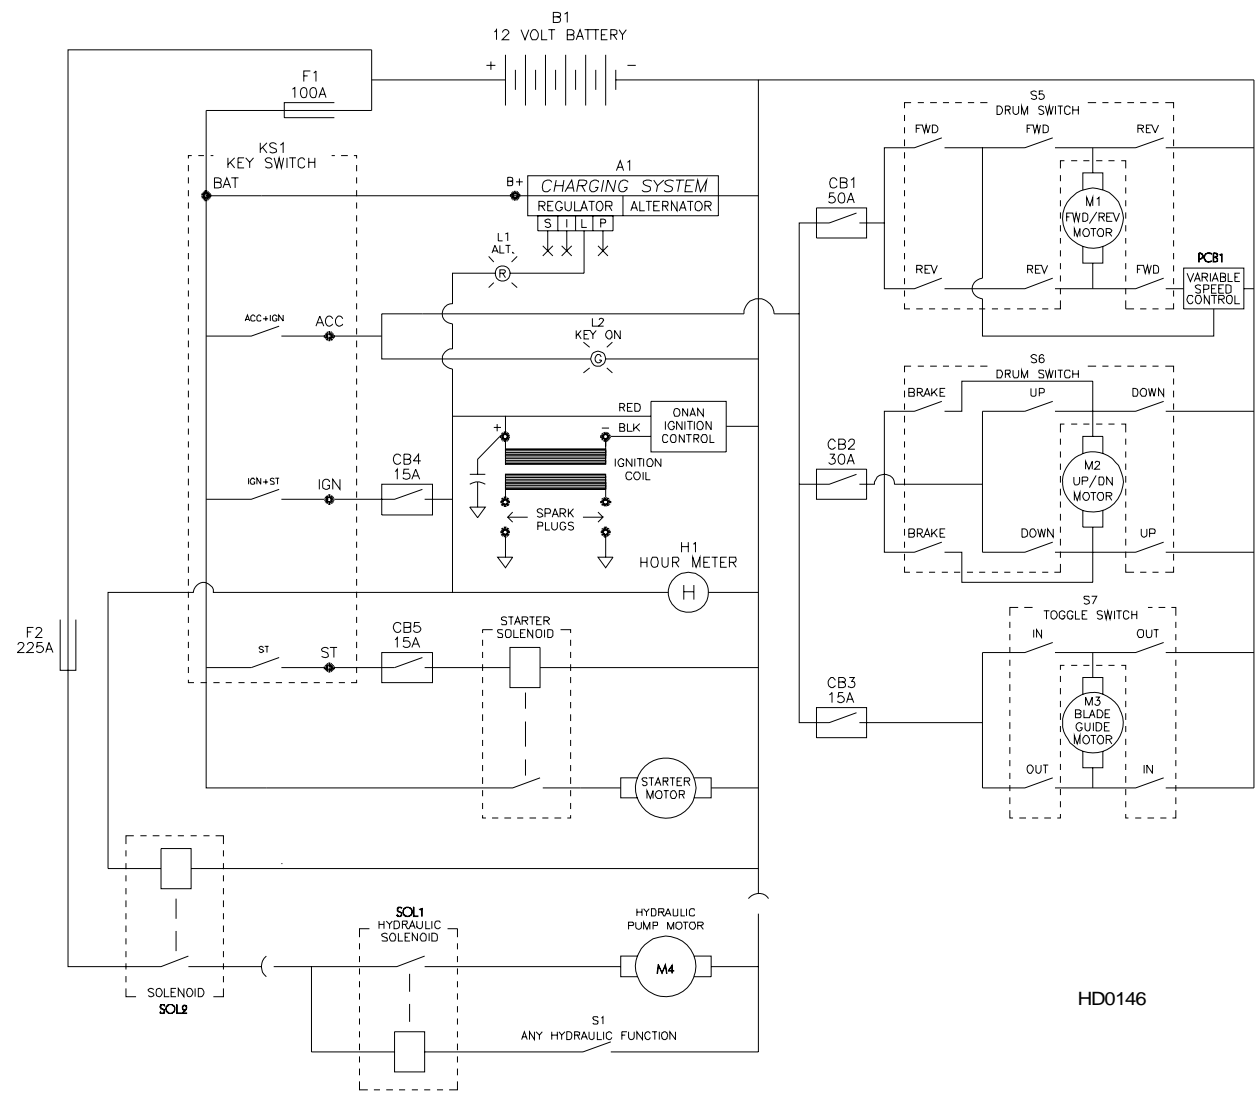 B1
12 VOLT BATTERY
+ −
F1
100A
S5
DRUM SWITCH
FWD FWD REV
KS1
KEY SWITCH
BAT
B+
A1
CHARGING SYSTEM
REGULATOR ALTERNATOR
S I L P
CB1
50A
M1
FWD/REV
MOTOR
L1
ALT.
R
REV REV FWD
PCB1
VARIABLE
SPEED
CONTROL
ACC+IGN ACC
L2
KEY ON
G
S6
DRUM SWITCH
BRAKE UP DOWN
RED
BLK
ONAN
IGNITION
CONTROL
+ −
IGNITION
COIL
CB4
15A
IGN+ST IGN
SPARK
PLUGS
CB2
30A
M2
UP/DN
MOTOR
BRAKE DOWN UP
H1
HOUR METER
H
F2
225A
STARTER
SOLENOID
CB5
15A
ST ST
S7
TOGGLE SWITCH
IN OUT
CB3
15A
M3
BLADE
GUIDE
MOTOR
OUT IN
STARTER
MOTOR
SOL1
HYDRAULIC
SOLENOID
HYDRAULIC
PUMP MOTOR
M4
SOLENOID
SOL2
S1
ANY HYDRAULIC FUNCTION
HD0146